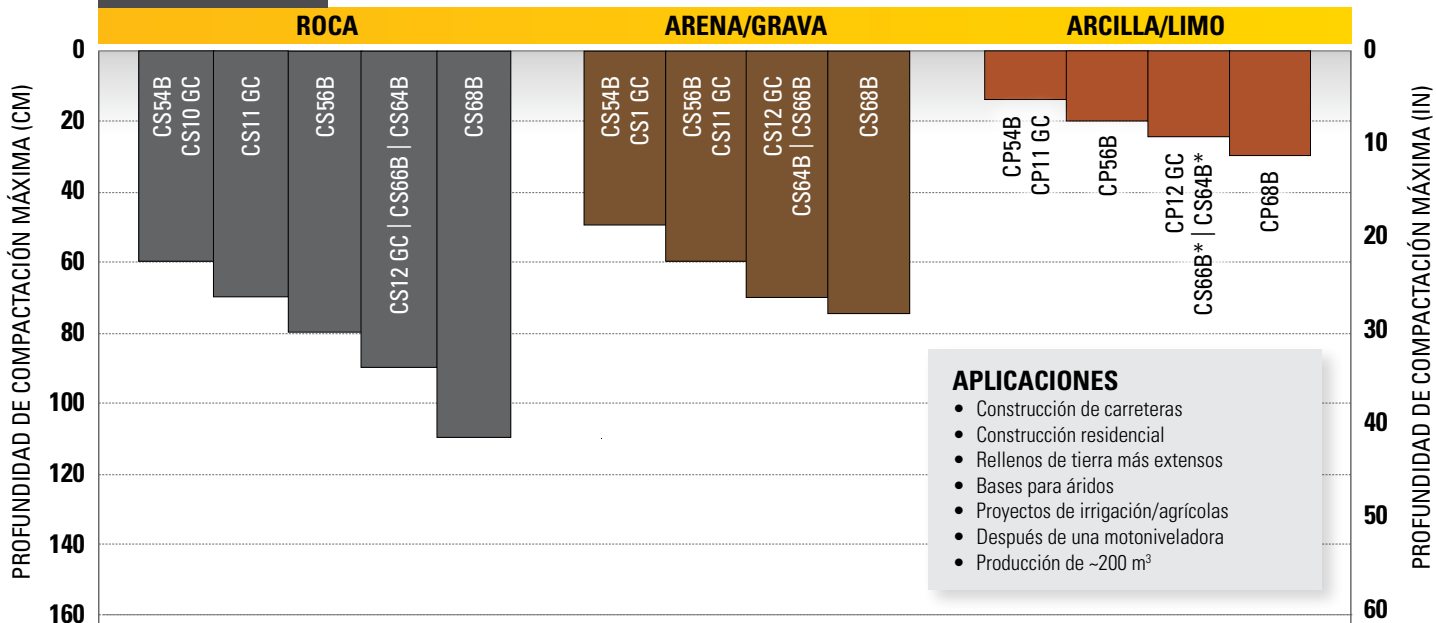 ROCA
ARENA/GRAVA
ARCILLA/LIMO
PROFUNDIDAD DE COMPACTACIÓN MÁXIMA (CM)
0
20
40
60
80
100
120
140
160
CS54B
CS10 GC
CS11 GC
CS56B
CS12 GC | CS66B | CS64B
CS68B
CS54B
CS1 GC
CS56B
CS11 GC
CS12 GC
CS64B | CS66B
CS68B
CP54B
CP11 GC
CP56B
CP12 GC
CS66B* | CS64B*
CP68B
APLICACIONES
• Construcción de carreteras
• Construcción residencial
• Rellenos de tierra más extensos
• Bases para áridos
• Proyectos de irrigación/agrícolas
• Después de una motoniveladora
• Producción de ~200 m³
0
10
20
30
40
50
60
PROFUNDIDAD DE COMPACTACIÓN MÁXIMA (IN)